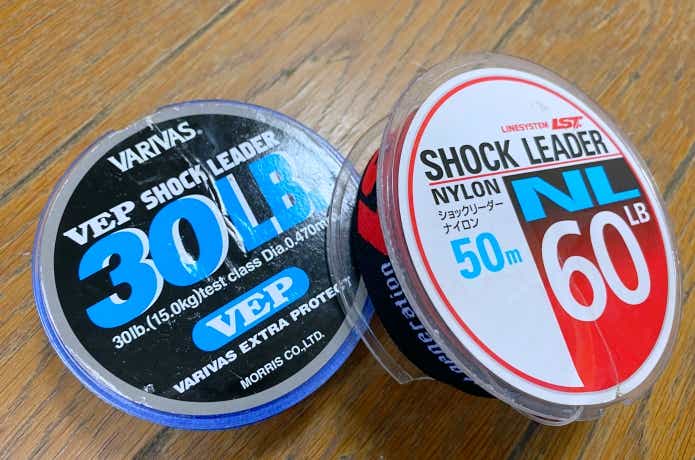 VARIVAS®
VEP SHOCK LEADER
30LB.
30lb.(15.0kg)test class Dia.0.470m
VEP
VARIVAS EXTRA PROTECT
MORRIS CO.,LTD.
LINESYSTEM LST.
SHOCK LEADER
NYLON
NL
ショックリーダー
ナイロン
50m
60LB
generation